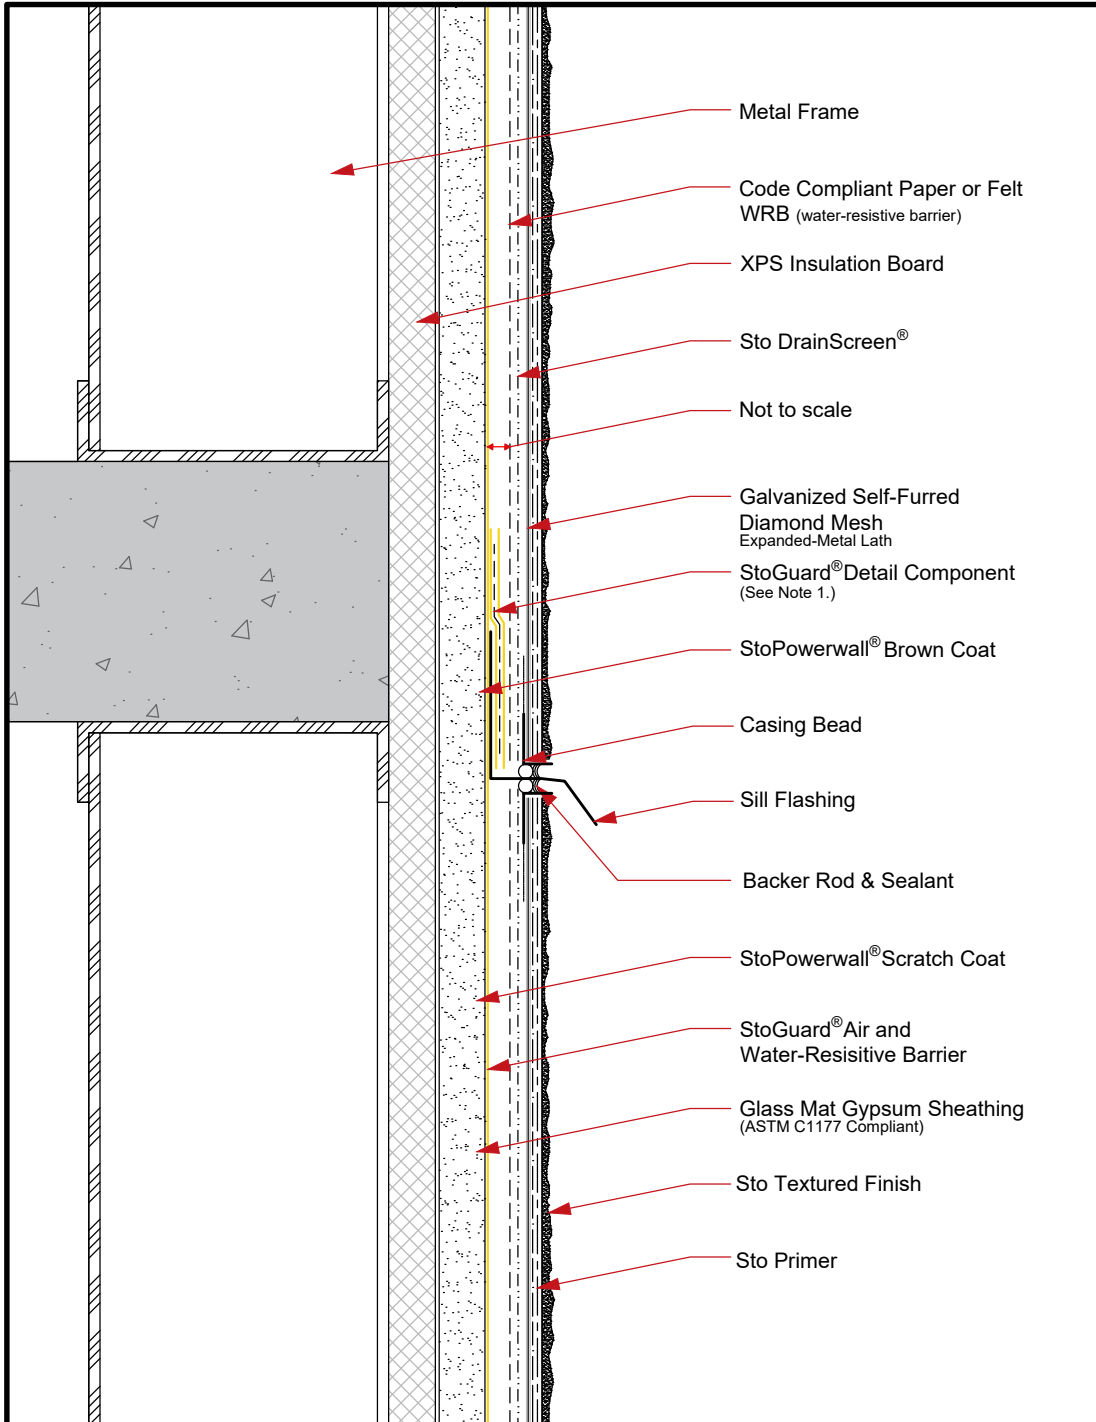 Metal Frame
Code Compliant Paper or Felt
WRB (water-resistive barrier)
XPS Insulation Board
Sto DrainScreen®
Not to scale
Galvanized Self-Furred
Diamond Mesh
Expanded-Metal Lath
StoGuard® Detail Component
(See Note 1.)
StoPowerwall® Brown Coat
Casing Bead
Sill Flashing
Backer Rod & Sealant
StoPowerwall® Scratch Coat
StoGuard® Air and
Water-Resisitive Barrier
Glass Mat Gypsum Sheathing
(ASTM C1177 Compliant)
Sto Textured Finish
Sto Primer